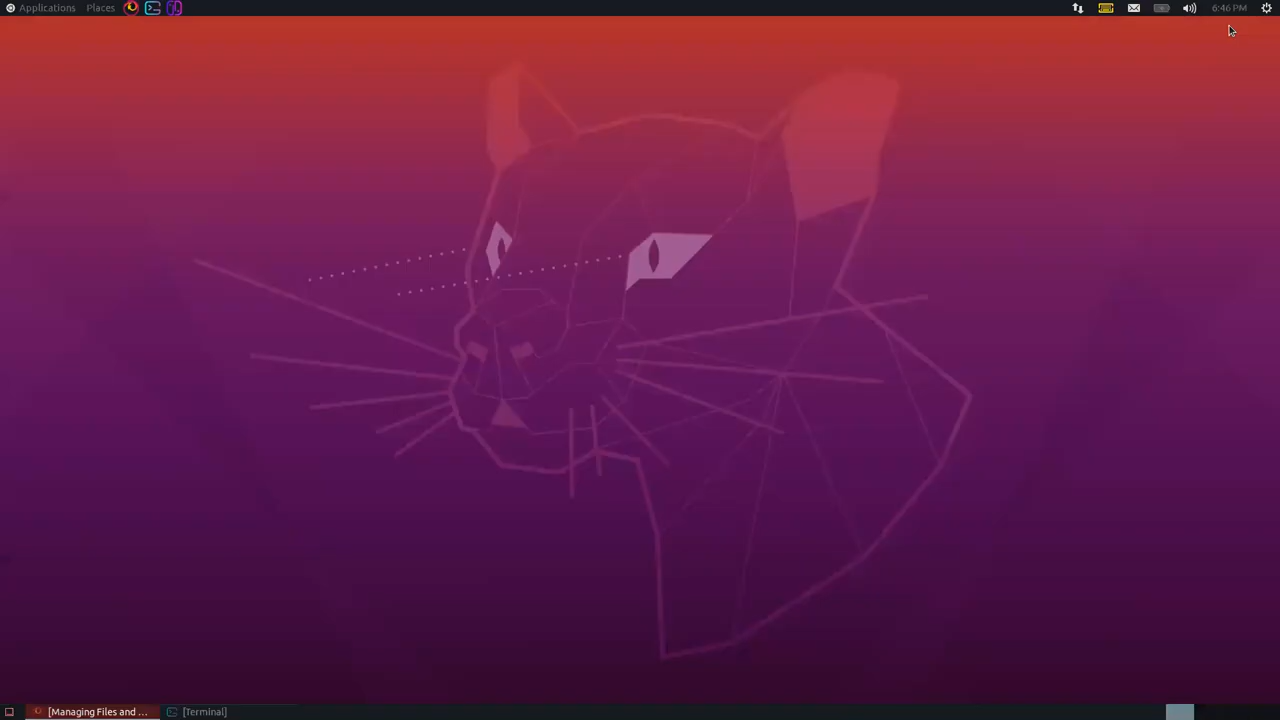 Applications Places 6:46 PM
[Managing Files and ... [Terminal]